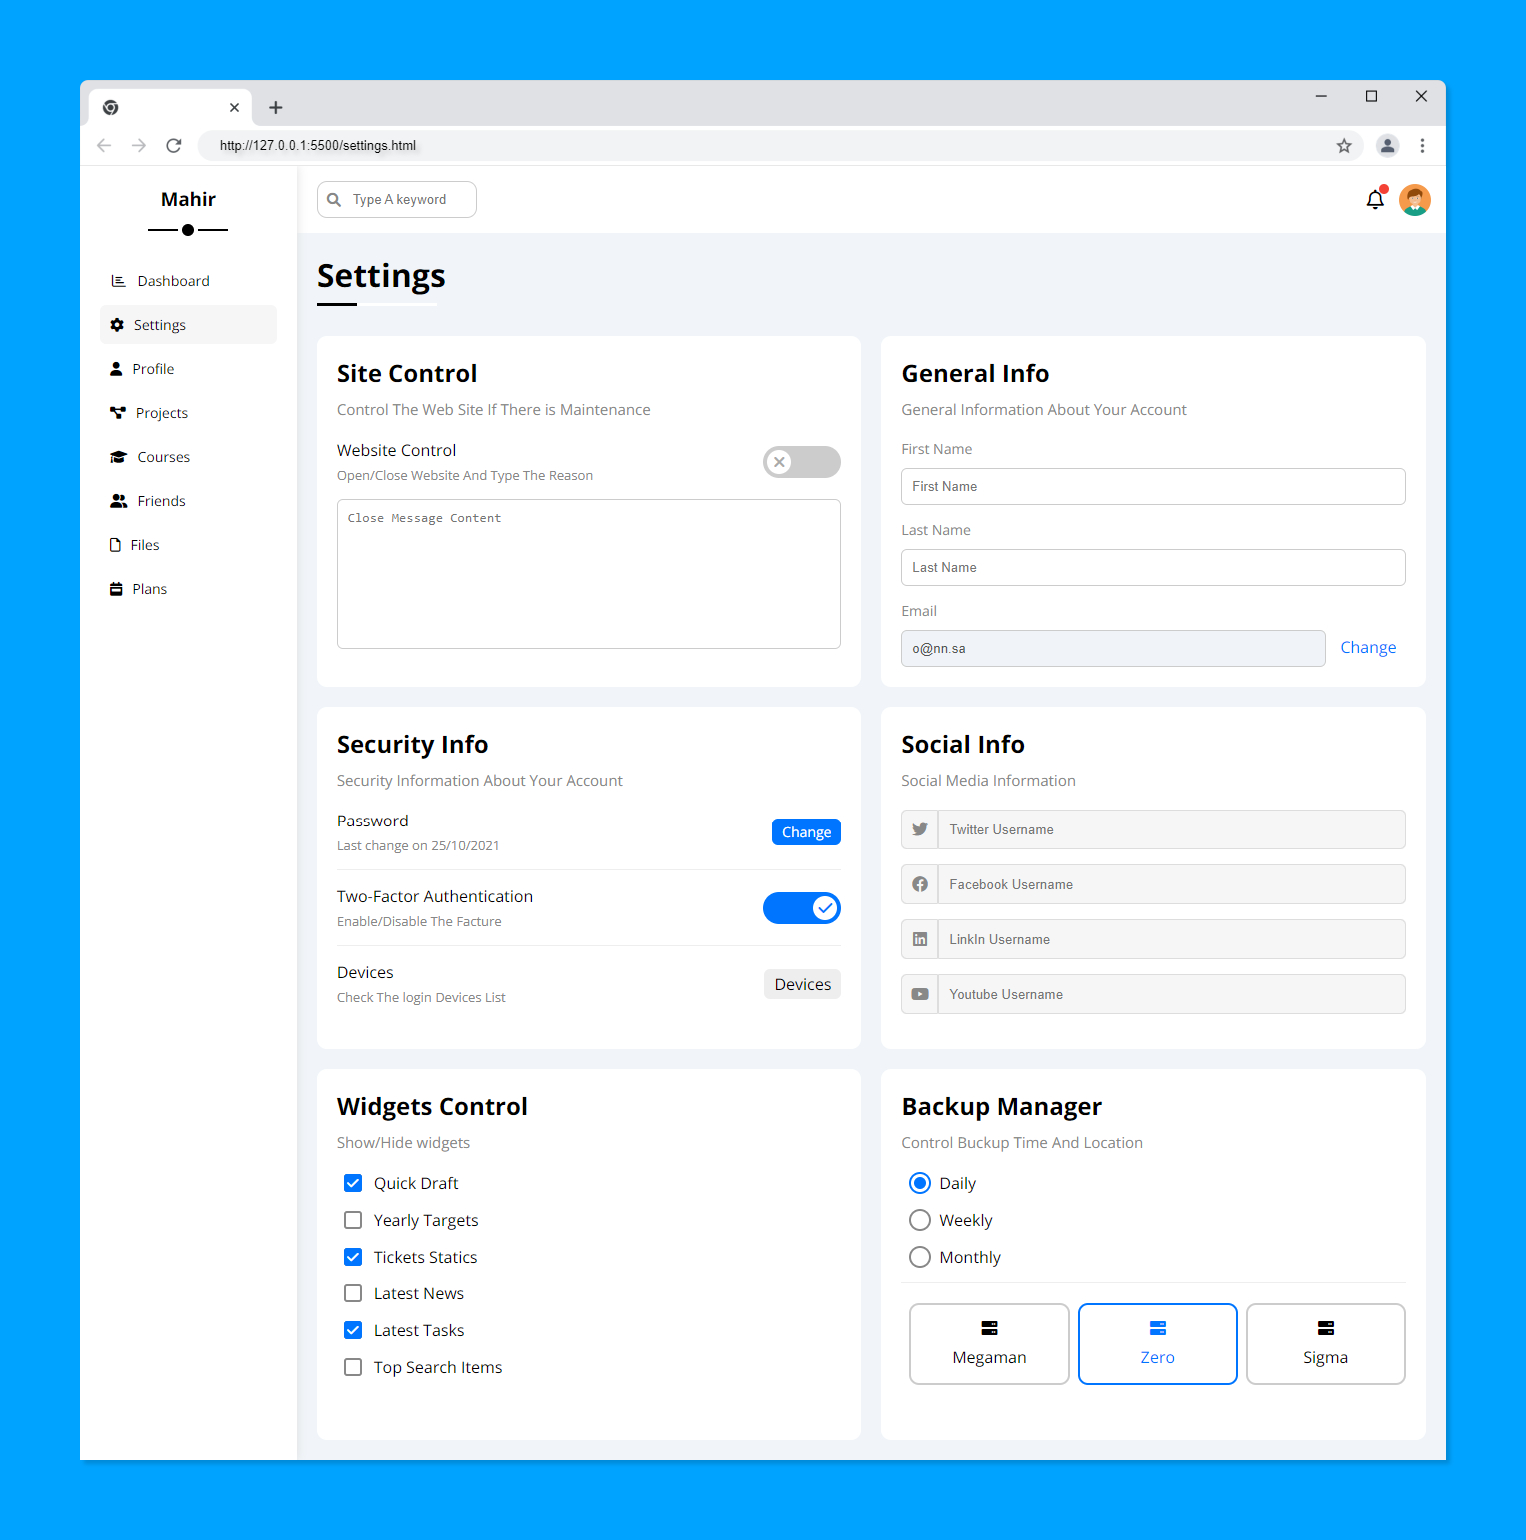 http://127.0.0.1:5500/settings.html
Mahir
Dashboard
Settings
Profile
Projects
Courses
Friends
Files
Plans
Type A keyword
Settings
Site Control
Control The Web Site If There is Maintenance
Website Control
Open/Close Website And Type The Reason
Close Message Content
General Info
General Information About Your Account
First Name
First Name
Last Name
Last Name
Email
o@nn.sa
Change
Security Info
Security Information About Your Account
Password
Last change on 25/10/2021
Change
Two-Factor Authentication
Enable/Disable The Facture
Devices
Check The login Devices List
Devices
Social Info
Social Media Information
Twitter Username
Facebook Username
LinkIn Username
Youtube Username
Widgets Control
Show/Hide widgets
Quick Draft
Yearly Targets
Tickets Statics
Latest News
Latest Tasks
Top Search Items
Backup Manager
Control Buckup Time And Location
Daily
Weekly
Monthly
Megaman
Zero
Sigma